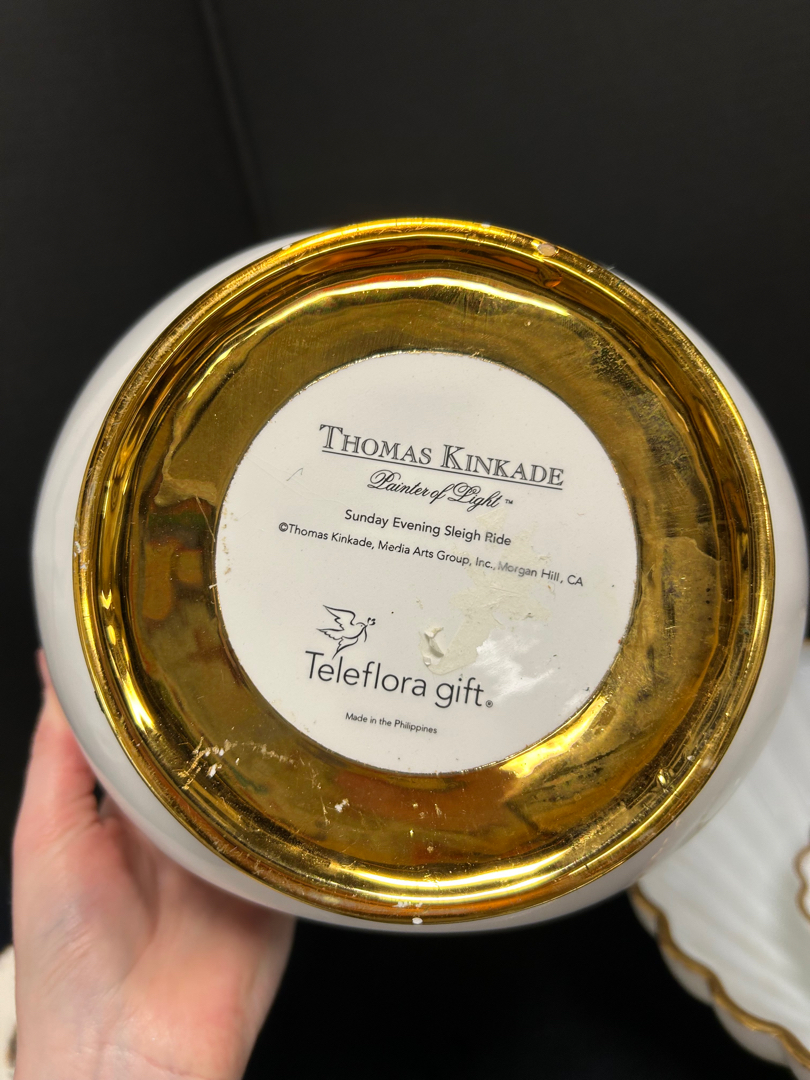 THOMAS KINKADE
Painter of Light™
Sunday Evening Sleigh Ride
©Thomas Kinkade, Media Arts Group, Inc., Morgan Hill, CA
Teleflora gift®
Made in the Philippines